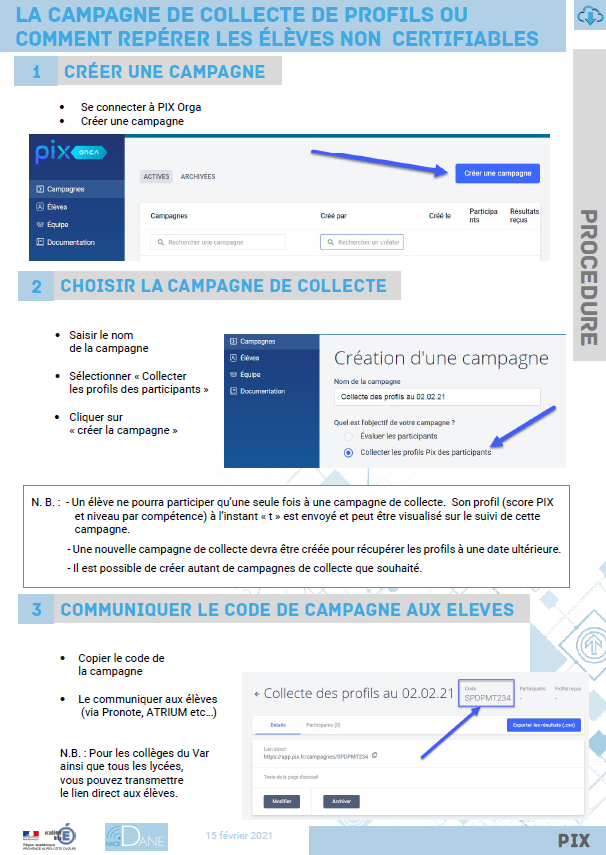 LA CAMPAGNE DE COLLECTE DE PROFILS OU
COMMENT REPÉRER LES ÉLÈVES NON CERTIFIABLES
1 CRÉER UNE CAMPAGNE
• Se connecter à PIX Orga
• Créer une campagne
pix ORGA
Campagnes
Élèves
Équipe
Documentation
ACTIVES ARCHIVÉES
Créer une campagne
Campagnes Créé par Créé le Participa
nts Résultats
reçus
Rechercher une campagne Rechercher un créateur
PROCEDURE
2 CHOISIR LA CAMPAGNE DE COLLECTE
• Saisir le nom
de la campagne
• Sélectionner « Collecter
les profils des participants »
• Cliquer sur
« créer la campagne »
Campagnes
Élèves
Équipe
Documentation
Création d'une campagne
Nom de la campagne
Collecte des profils au 02.02.21
Quel est l'objectif de votre campagne ?
Évaluer les participants
Collecter les profils Pix des participants
N. B. : - Un élève ne pourra participer qu'une seule fois à une campagne de collecte. Son profil (score PIX
et niveau par compétence) à l'instant « t » est envoyé et peut être visualisé sur le suivi de cette
campagne.
- Une nouvelle campagne de collecte devra être créée pour récupérer les profils à une date ultérieure.
- Il est possible de créer autant de campagnes de collecte que souhaité.
3 COMMUNIQUER LE CODE DE CAMPAGNE AUX ELEVES
• Copier le code de
la campagne
• Le communiquer aux élèves
(via Pronote, ATRIUM etc...)
N.B. : Pour les collèges du Var
ainsi que tous les lycées,
vous pouvez transmettre
le lien direct aux élèves.
← Collecte des profils au 02.02.21
Code
SPDPMT234
Participants
-
Profils reçus
-
Détails Participants (0)
Exporter les résultats (.csv)
Lien direct
https://app.pix.fr/campagnes/SPDPMT234
Texte de la page d'accueil
Modifier Archiver
académie
Nice
Région académique
PROVENCE-ALPES-CÔTE D'AZUR
DANE
15 février 2021
PIX